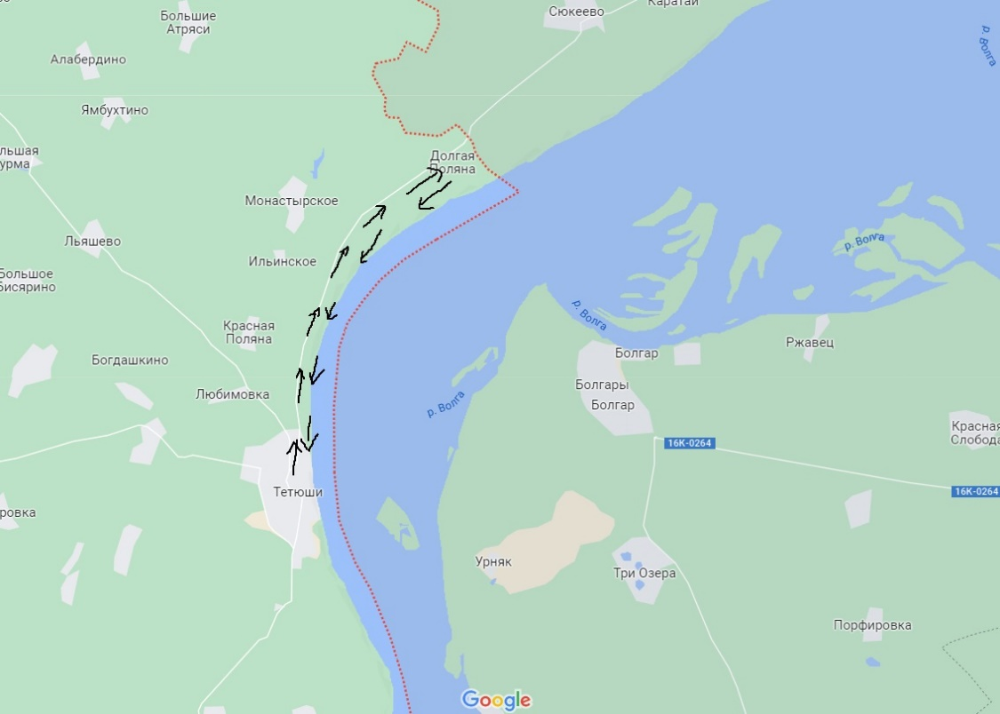 Большие
Атряси
Сюкеево
Каратай
р. Волга
Алабердино
Ямбухтино
льшая
урма
Долгая
Поляна
Монастырское
Льяшево
р. Волга
Ильинское
Большое
Бисярино
р. Волга
Красная
Поляна
Ржавец
Болгар
Богдашкино
Болгары
Любимовка
Болгар
р. Волга
Красная
Слобода
16К-0264
Тетюши
16К-0264
ровка
Урняк
Три Озера
Порфировка
Google